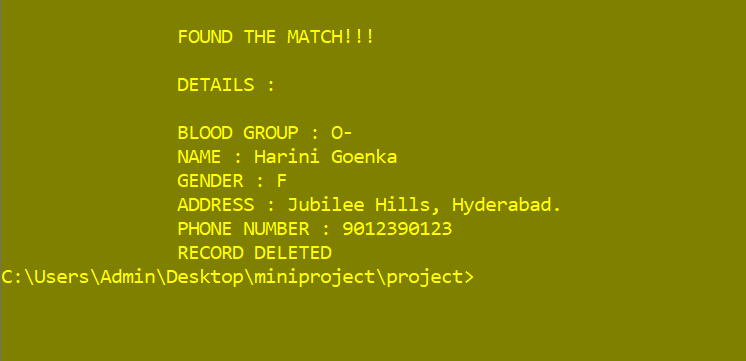 FOUND THE MATCH!!!
DETAILS :
BLOOD GROUP : O-
NAME : Harini Goenka
GENDER : F
ADDRESS : Jubilee Hills, Hyderabad.
PHONE NUMBER : 9012390123
RECORD DELETED
C:\Users\Admin\Desktop\miniproject\project>